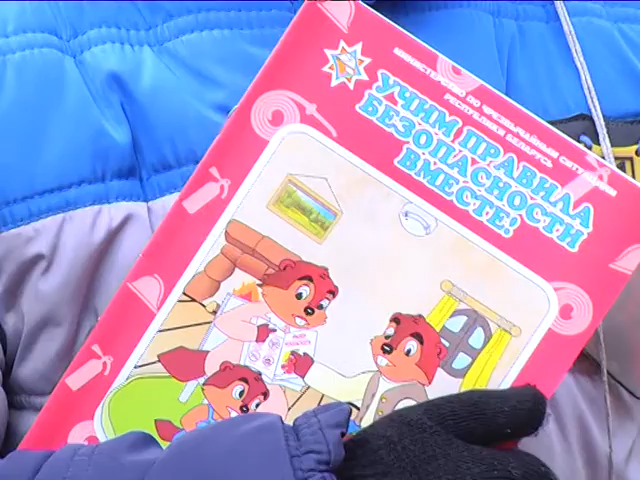 МИНИСТЕРСТВО ПО ЧРЕЗВЫЧАЙНЫМ СИТУАЦИЯМ
РЕСПУБЛИКИ БЕЛАРУСЬ
УЧИМ ПРАВИЛА
БЕЗОПАСНОСТИ
ВМЕСТЕ!